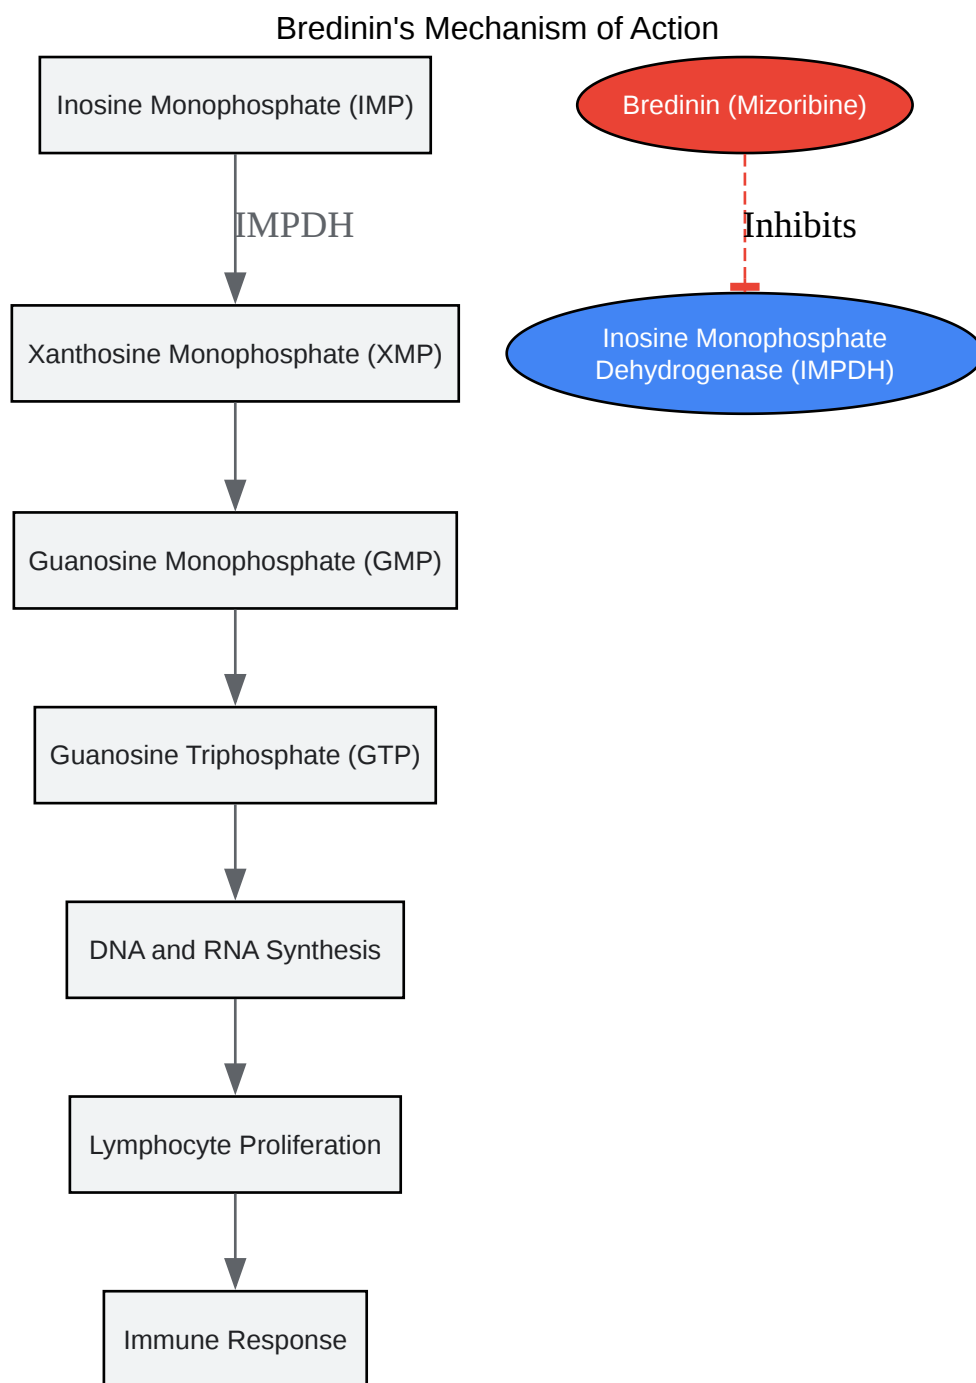 Bredinin's Mechanism of Action
Inosine Monophosphate (IMP)
Bredinin (Mizoribine)
IMPDH
Inhibits
Xanthosine Monophosphate (XMP)
Inosine Monophosphate
Dehydrogenase (IMPDH)
Guanosine Monophosphate (GMP)
Guanosine Triphosphate (GTP)
DNA and RNA Synthesis
Lymphocyte Proliferation
Immune Response